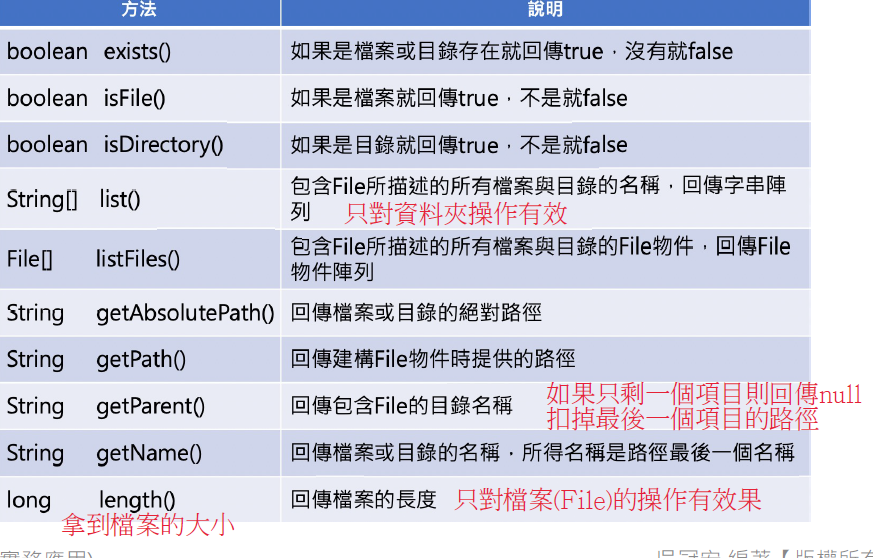 方法 說明
boolean exists() 如果是檔案或目錄存在就回傳true，沒有就false
boolean isFile() 如果是檔案就回傳true，不是就false
boolean isDirectory() 如果是目錄就回傳true，不是就false
String[] list() 包含File所描述的所有檔案與目錄的名稱，回傳字串陣
列 只對資料夾操作有效
File[] listFiles() 包含File所描述的所有檔案與目錄的File物件，回傳File
物件陣列
String getAbsolutePath() 回傳檔案或目錄的絕對路徑
String getPath() 回傳建構File物件時提供的路徑
String getParent() 回傳包含File的目錄名稱 如果只剩一個項目則回傳null
扣掉最後一個項目的路徑
String getName() 回傳檔案或目錄的名稱，所得名稱是路徑最後一個名稱
long length() 回傳檔案的長度 只對檔案(File)的操作有效果
拿到檔案的大小